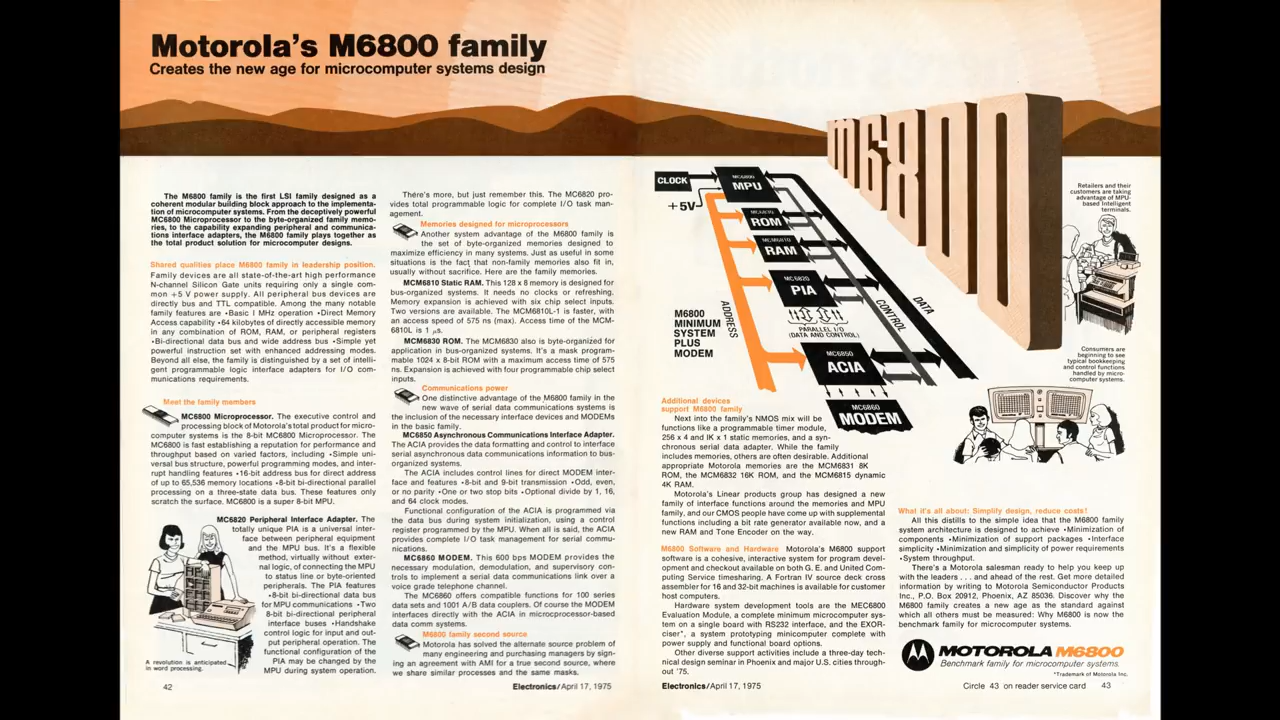 Motorola's M6800 family
Creates the new age for microcomputer systems design
The M6800 family is the first LSI family designed as a
coherent modular building block approach to the implementa-
tion of microcomputer systems. From the deceptively powerful
MC6800 Microprocessor to the byte-organized family memo-
ries, to the capability expanding peripheral and communica-
tions interface adapters, the M6800 family plays together as
the total product solution for microcomputer designs.
Shared qualities place M6800 family in leadership position.
Family devices are all state-of-the-art high performance
N-channel Silicon Gate units requiring only a single com-
mon +5 V power supply. All peripheral bus devices are
directly bus and TTL compatible. Among the many notable
family features are •Basic I MHz operation •Direct Memory
Access capability •64 kilobytes of directly accessible memory
in any combination of ROM, RAM, or peripheral registers
•Bi-directional data bus and wide address bus •Simple yet
powerful instruction set with enhanced addressing modes.
Beyond all else, the family is distinguished by a set of intelli-
gent programmable logic interface adapters for I/O com-
munications requirements.
Meet the family members
MC6800 Microprocessor. The executive control and
processing block of Motorola's total product for micro-
computer systems is the 8-bit MC6800 Microprocessor. The
MC6800 is fast establishing a reputation for performance and
throughput based on varied factors, including •Simple uni-
versal bus structure, powerful programming modes, and inter-
rupt handling features •16-bit address bus for direct address
of up to 65,536 memory locations •8-bit bi-directional parallel
processing on a three-state data bus. These features only
scratch the surface. MC6800 is a super 8-bit MPU.
MC6820 Peripheral Interface Adapter. The
totally unique PIA is a universal inter-
face between peripheral equipment
and the MPU bus. It's a flexible
method, virtually without exter-
nal logic, of connecting the MPU
to status line or byte-oriented
peripherals. The PIA features
•8-bit bi-directional data bus
for MPU communications •Two
8-bit bi-directional peripheral
interface buses •Handshake
control logic for input and out-
put peripheral operation. The
functional configuration of the
PIA may be changed by the
MPU during system operation.
A revolution is anticipated
in word processing.
42
There's more, but just remember this. The MC6820 pro-
vides total programmable logic for complete I/O task man-
agement.
Memories designed for microprocessors
Another system advantage of the M6800 family is
the set of byte-organized memories designed to
maximize efficiency in many systems. Just as useful in some
situations is the fact that non-family memories also fit in,
usually without sacrifice. Here are the family memories.
MCM6810 Static RAM. This 128 x 8 memory is designed for
bus-organized systems. It needs no clocks or refreshing.
Memory expansion is achieved with six chip select inputs.
Two versions are available. The MCM6810L-1 is faster, with
an access speed of 575 ns (max). Access time of the MCM-
6810L is 1 μs.
MCM6830 ROM. The MCM6830 also is byte-organized for
application in bus-organized systems. It's a mask program-
mable 1024 x 8-bit ROM with a maximum access time of 575
ns. Expansion is achieved with four programmable chip select
inputs.
Communications power
One distinctive advantage of the M6800 family in the
new wave of serial data communications systems is
the inclusion of the necessary interface devices and MODEMs
in the basic family.
MC6850 Asynchronous Communications Interface Adapter.
The ACIA provides the data formatting and control to interface
serial asynchronous data communications information to bus-
organized systems.
The ACIA includes control lines for direct MODEM inter-
face and features •8-bit and 9-bit transmission •Odd, even,
or no parity •One or two stop bits •Optional divide by 1, 16,
and 64 clock modes.
Functional configuration of the ACIA is programmed via
the data bus during system initialization, using a control
register programmed by the MPU. When all is said, the ACIA
provides complete I/O task management for serial commu-
nications.
MC6860 MODEM. This 600 bps MODEM provides the
necessary modulation, demodulation, and supervisory con-
trols to implement a serial data communications link over a
voice grade telephone channel.
The MC6860 offers compatible functions for 100 series
data sets and 1001 A/B data couplers. Of course the MODEM
interfaces directly with the ACIA in microprocessor-based
data comm systems.
M6800 family second source
Motorola has solved the alternate source problem of
many engineering and purchasing managers by sign-
ing an agreement with AMI for a true second source, where
we share similar processes and the same masks.
Electronics/April 17, 1975
M6800
CLOCK
+5V
MC6800
MPU
MCM6830
ROM
MCM6810
RAM
MC6820
PIA
PARALLEL I/O
(DATA AND CONTROL)
MC6850
ACIA
MC6860
MODEM
ADDRESS
CONTROL
DATA
M6800
MINIMUM
SYSTEM
PLUS
MODEM
Additional devices
support M6800 family
Next into the family's NMOS mix will be
functions like a programmable timer module,
256 x 4 and IK x 1 static memories, and a syn-
chronous serial data adapter. While the family
includes memories, others are often desirable. Additional
appropriate Motorola memories are the MCM6831 8K
ROM, the MCM6832 16K ROM, and the MCM6815 dynamic
4K RAM.
Motorola's Linear products group has designed a new
family of interface functions around the memories and MPU
family, and our CMOS people have come up with supplemental
functions including a bit rate generator available now, and a
new RAM and Tone Encoder on the way.
M6800 Software and Hardware Motorola's M6800 support
software is a cohesive, interactive system for program devel-
opment and checkout available on both G. E. and United Com-
puting Service timesharing. A Fortran IV source deck cross
assembler for 16 and 32-bit machines is available for customer
host computers.
Hardware system development tools are the MEC6800
Evaluation Module, a complete minimum microcomputer sys-
tem on a single board with RS232 interface, and the EXOR-
ciser*, a system prototyping minicomputer complete with
power supply and functional board options.
Other diverse support activities include a three-day tech-
nical design seminar in Phoenix and major U.S. cities through-
out '75.
Electronics/April 17, 1975
Retailers and their
customers are taking
advantage of MPU-
based Intelligent
terminals.
Consumers are
beginning to see
typical bookkeeping
and control functions
handled by micro-
computer systems.
What it's all about: Simplify design, reduce costs!
All this distills to the simple idea that the M6800 family
system architecture is designed to achieve •Minimization of
components •Minimization of support packages •Interface
simplicity •Minimization and simplicity of power requirements
•System throughput.
There's a Motorola salesman ready to help you keep up
with the leaders . . . and ahead of the rest. Get more detailed
information by writing to Motorola Semiconductor Products
Inc., P.O. Box 20912, Phoenix, AZ 85036. Discover why the
M6800 family creates a new age as the standard against
which all others must be measured: Why M6800 is now the
benchmark family for microcomputer systems.
MOTOROLA M6800
Benchmark family for microcomputer systems.
*Trademark of Motorola Inc.
Circle 43 on reader service card 43